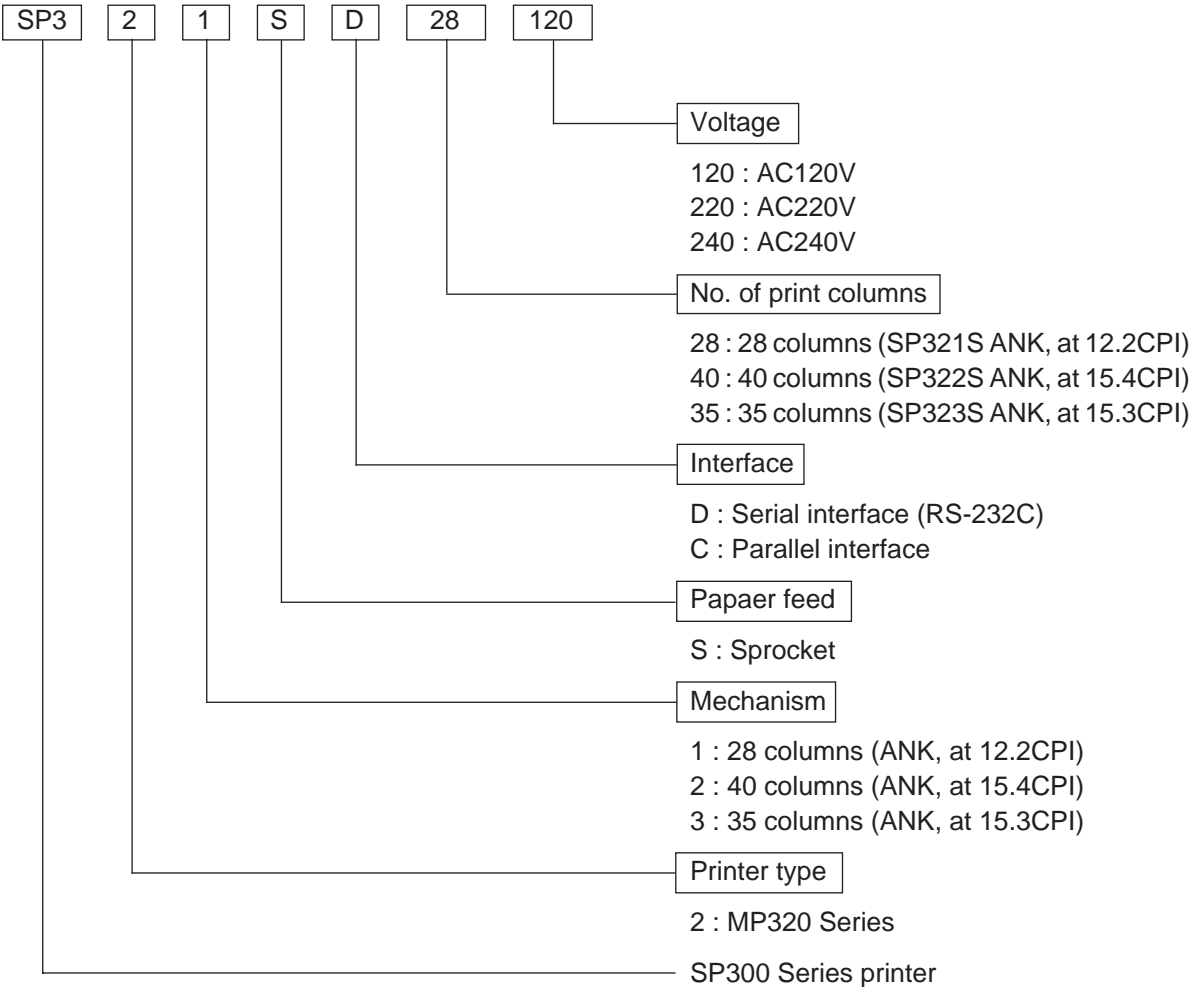 SP3 2 1 S D 28 120
Voltage
120 : AC120V
220 : AC220V
240 : AC240V
No. of print columns
28 : 28 columns (SP321S ANK, at 12.2CPI)
40 : 40 columns (SP322S ANK, at 15.4CPI)
35 : 35 columns (SP323S ANK, at 15.3CPI)
Interface
D : Serial interface (RS-232C)
C : Parallel interface
Papaer feed
S : Sprocket
Mechanism
1 : 28 columns (ANK, at 12.2CPI)
2 : 40 columns (ANK, at 15.4CPI)
3 : 35 columns (ANK, at 15.3CPI)
Printer type
2 : MP320 Series
SP300 Series printer